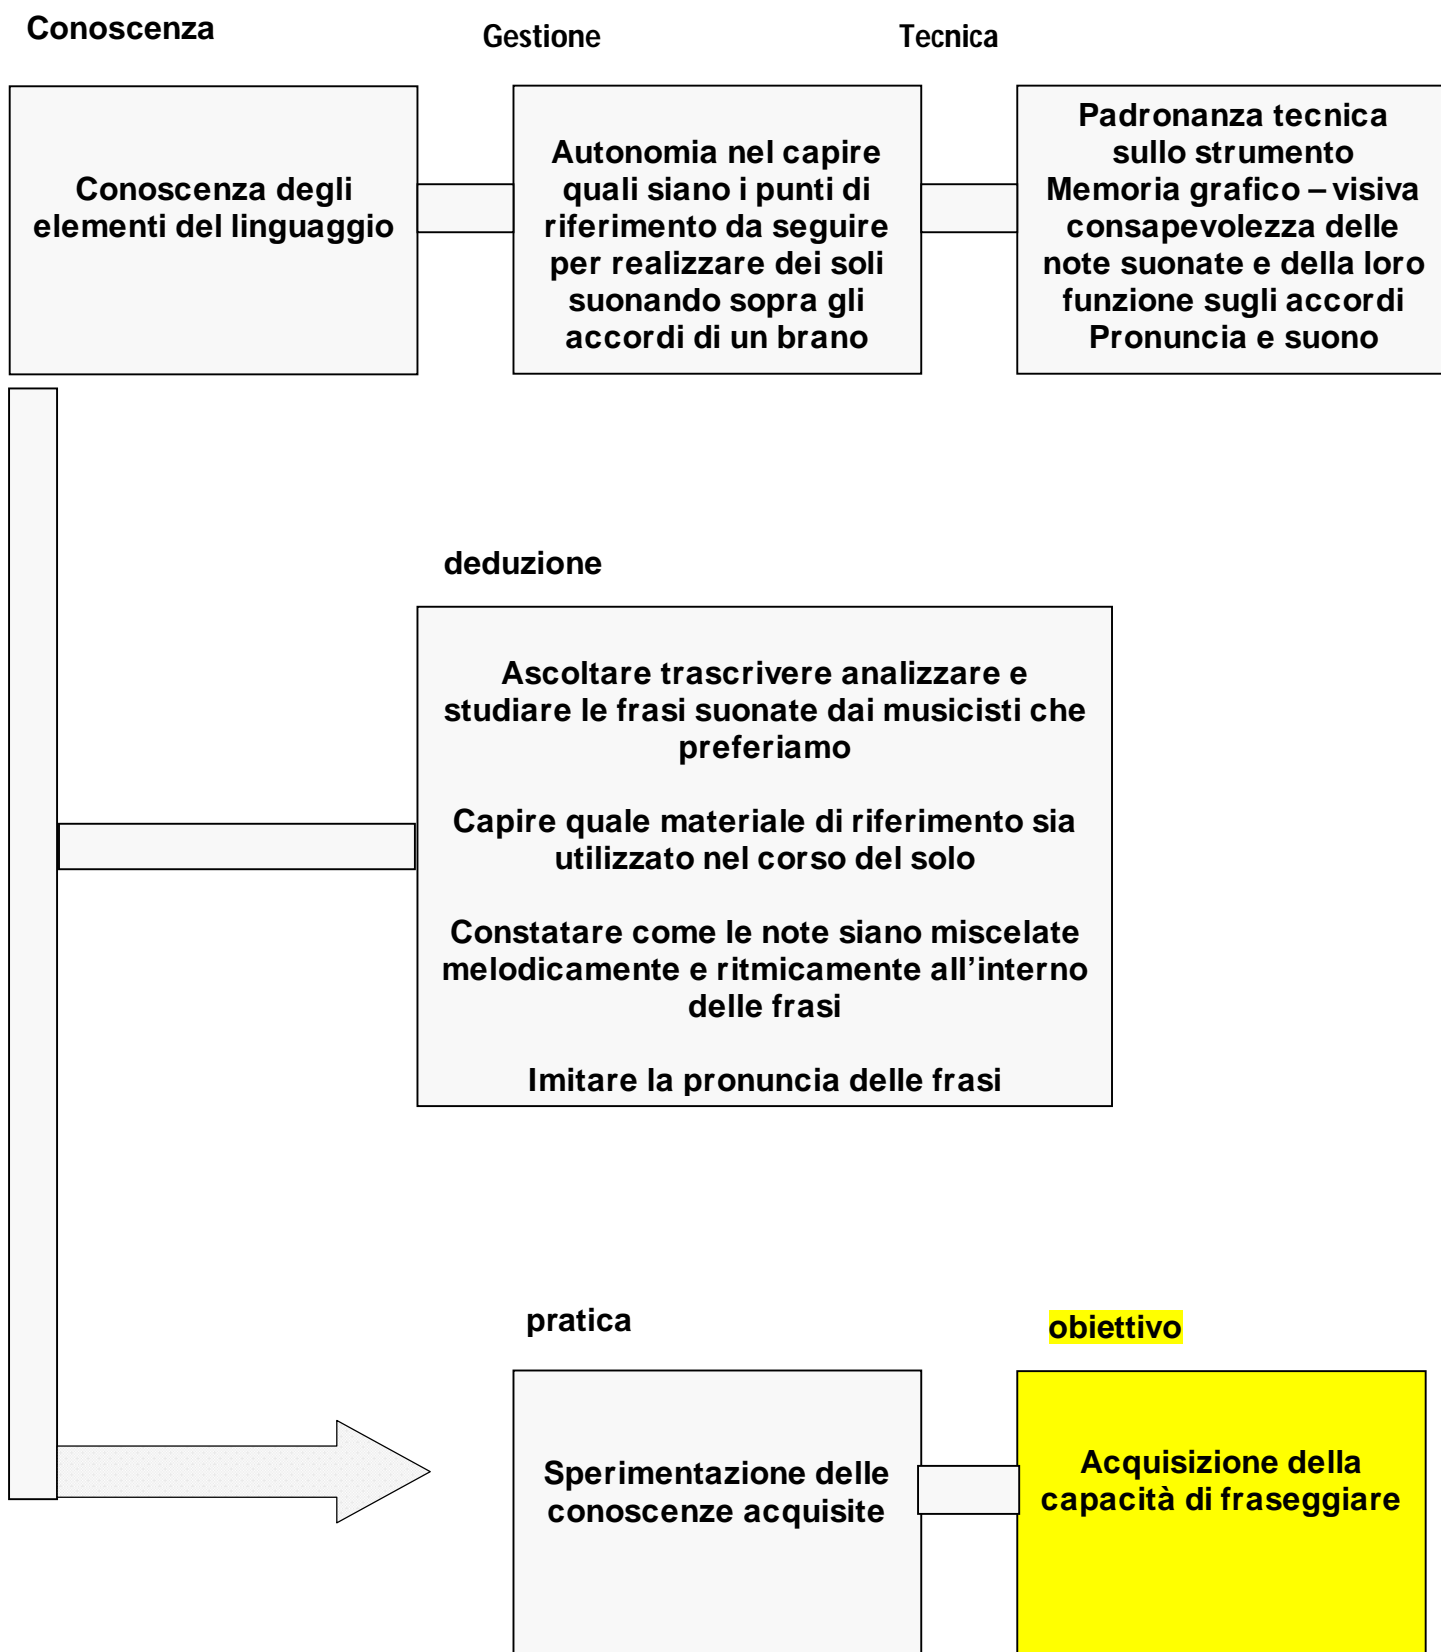 Conoscenza
Gestione
Tecnica
Conoscenza degli
elementi del linguaggio
Autonomia nel capire
quali siano i punti di
riferimento da seguire
per realizzare dei soli
suonando sopra gli
accordi di un brano
Padronanza tecnica
sullo strumento
Memoria grafico – visiva
consapevolezza delle
note suonate e della loro
funzione sugli accordi
Pronuncia e suono
deduzione
Ascoltare trascrivere analizzare e
studiare le frasi suonate dai musicisti che
preferiamo
Capire quale materiale di riferimento sia
utilizzato nel corso del solo
Constatare come le note siano miscelate
melodicamente e ritmicamente all’interno
delle frasi
Imitare la pronuncia delle frasi
pratica
obiettivo
Sperimentazione delle
conoscenze acquisite
Acquisizione della
capacità di fraseggiare